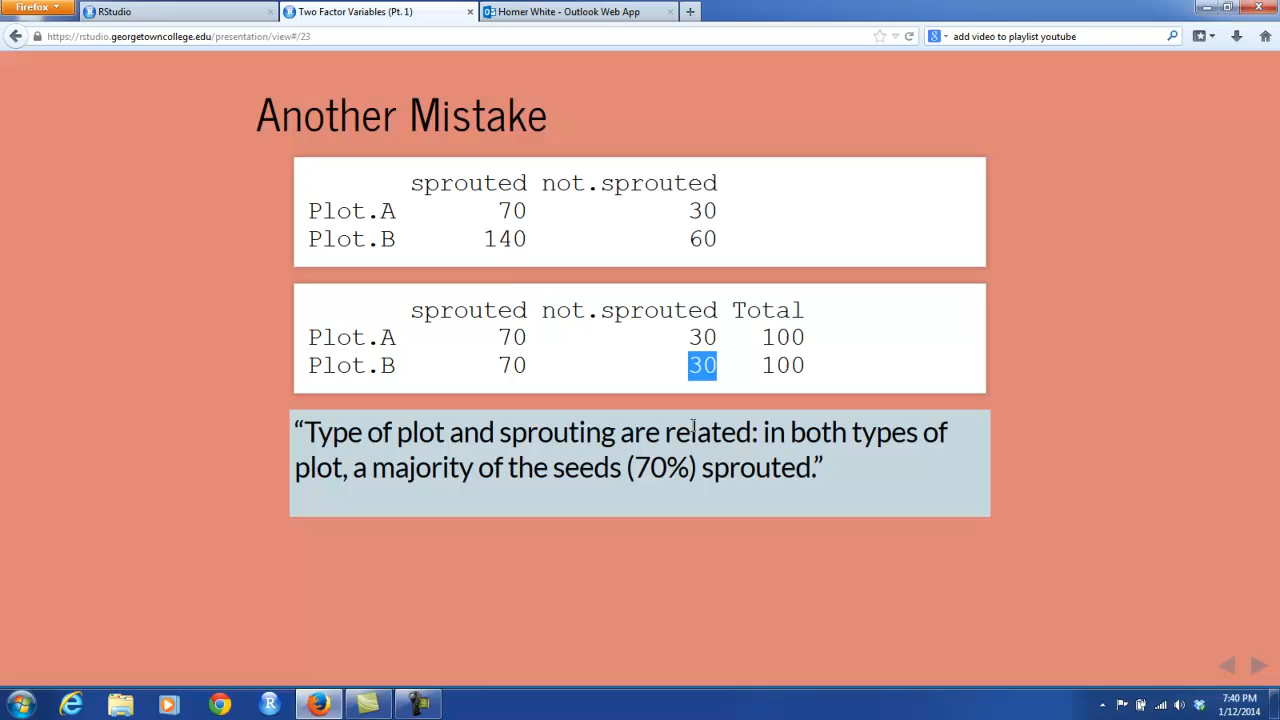 Firefox
RStudio
Two Factor Variables (Pt. 1)
Homer White - Outlook Web App
https://rstudio.georgetowncollege.edu/presentation/view#/23
add video to playlist youtube
Another Mistake
sprouted not.sprouted
Plot.A 70 30
Plot.B 140 60
sprouted not.sprouted Total
Plot.A 70 30 100
Plot.B 70 30 100
“Type of plot and sprouting are related: in both types of
plot, a majority of the seeds (70%) sprouted.”
7:40 PM
1/12/2014